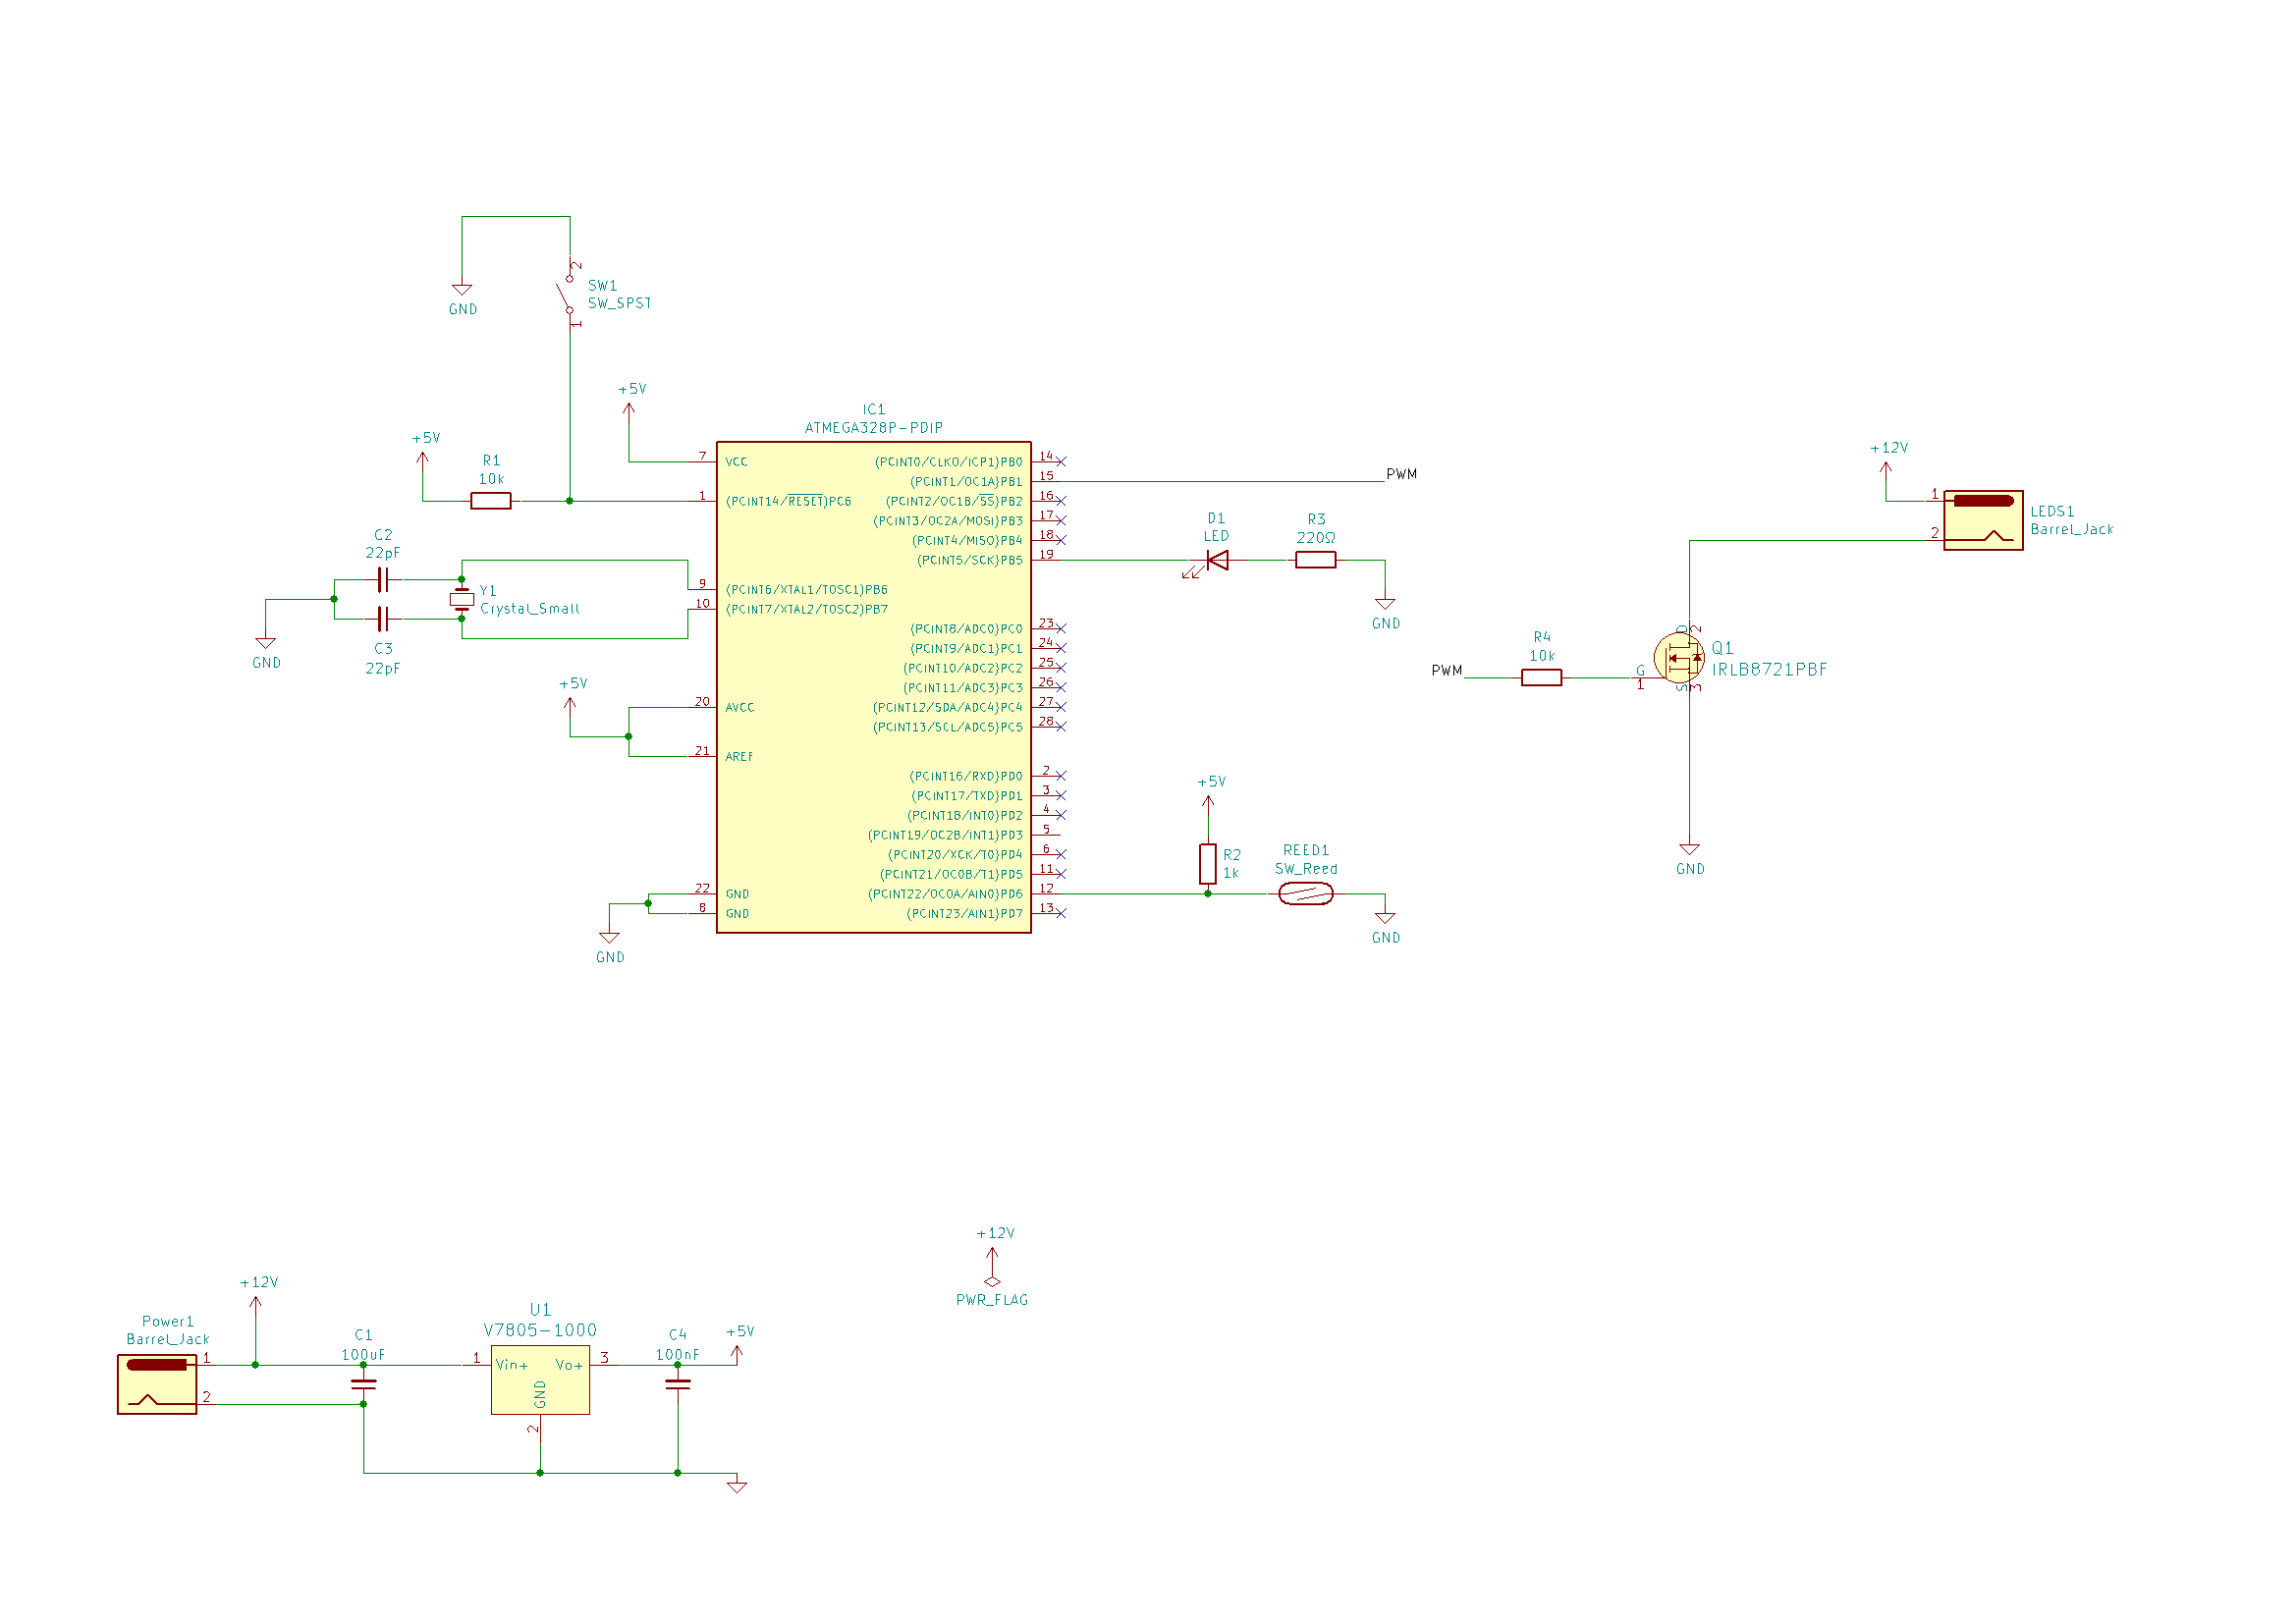 2
SW1
SW_SPST
1
GND
+5V
IC1
ATMEGA328P-PDIP
+5V
R1
10k
7
VCC
1
(PCINT14/RESET)PC6
C2
22pF
9
(PCINT6/XTAL1/TOSC1)PB6
10
(PCINT7/XTAL2/TOSC2)PB7
Y1
Crystal_Small
C3
22pF
GND
+5V
20
AVCC
21
AREF
22
GND
8
GND
GND
(PCINT0/CLKO/ICP1)PB0
14
(PCINT1/OC1A)PB1
15
(PCINT2/OC1B/SS)PB2
16
(PCINT3/OC2A/MOSI)PB3
17
(PCINT4/MISO)PB4
18
(PCINT5/SCK)PB5
19
(PCINT8/ADC0)PC0
23
(PCINT9/ADC1)PC1
24
(PCINT10/ADC2)PC2
25
(PCINT11/ADC3)PC3
26
(PCINT12/SDA/ADC4)PC4
27
(PCINT13/SCL/ADC5)PC5
28
(PCINT16/RXD)PD0
2
(PCINT17/TXD)PD1
3
(PCINT18/INT0)PD2
4
(PCINT19/OC2B/INT1)PD3
5
(PCINT20/XCK/T0)PD4
6
(PCINT21/OC0B/T1)PD5
11
(PCINT22/OC0A/AIN0)PD6
12
(PCINT23/AIN1)PD7
13
PWM
D1
LED
R3
220Ω
GND
+5V
R2
1k
REED1
SW_Reed
GND
PWM
R4
10k
G
1
D
2
S
3
Q1
IRLB8721PBF
GND
+12V
1
2
LEDS1
Barrel_Jack
+12V
PWR_FLAG
+12V
Power1
Barrel_Jack
1
2
C1
100uF
U1
V7805-1000
1
Vin+
Vo+
3
GND
2
C4
100nF
+5V